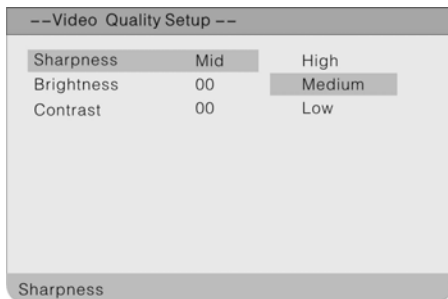 --Video Quality Setup --
Sharpness Mid High
Brightness 00 Medium
Contrast 00 Low
Sharpness